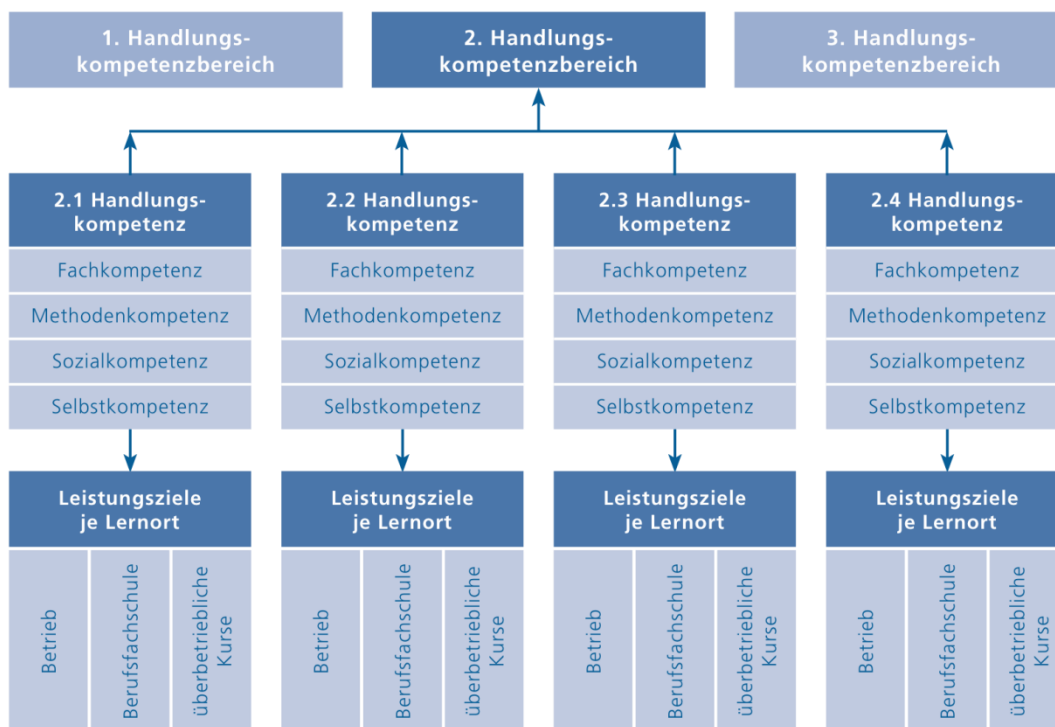 1. Handlungs-
kompetenzbereich
2. Handlungs-
kompetenzbereich
3. Handlungs-
kompetenzbereich
2.1 Handlungs-
kompetenz
Fachkompetenz
Methodenkompetenz
Sozialkompetenz
Selbstkompetenz
Leistungsziele
je Lernort
Betrieb
Berufsfachschule
überbetriebliche
Kurse
2.2 Handlungs-
kompetenz
Fachkompetenz
Methodenkompetenz
Sozialkompetenz
Selbstkompetenz
Leistungsziele
je Lernort
Betrieb
Berufsfachschule
überbetriebliche
Kurse
2.3 Handlungs-
kompetenz
Fachkompetenz
Methodenkompetenz
Sozialkompetenz
Selbstkompetenz
Leistungsziele
je Lernort
Betrieb
Berufsfachschule
überbetriebliche
Kurse
2.4 Handlungs-
kompetenz
Fachkompetenz
Methodenkompetenz
Sozialkompetenz
Selbstkompetenz
Leistungsziele
je Lernort
Betrieb
Berufsfachschule
überbetriebliche
Kurse